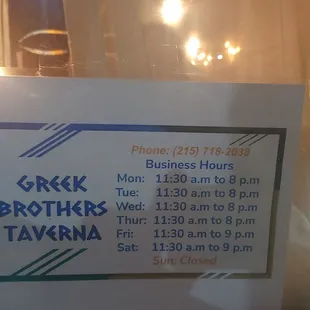 GREEK
BROTHERS
TAVERNA
Phone: (215) 718-2033
Business Hours
Mon: 11:30 a.m to 8 p.m
Tue: 11:30 a.m to 8 p.m
Wed: 11:30 a.m to 8 p.m
Thur: 11:30 a.m to 8 p.m
Fri: 11:30 a.m to 9 p.m
Sat: 11:30 a.m to 9 p.m
Sun: Closed